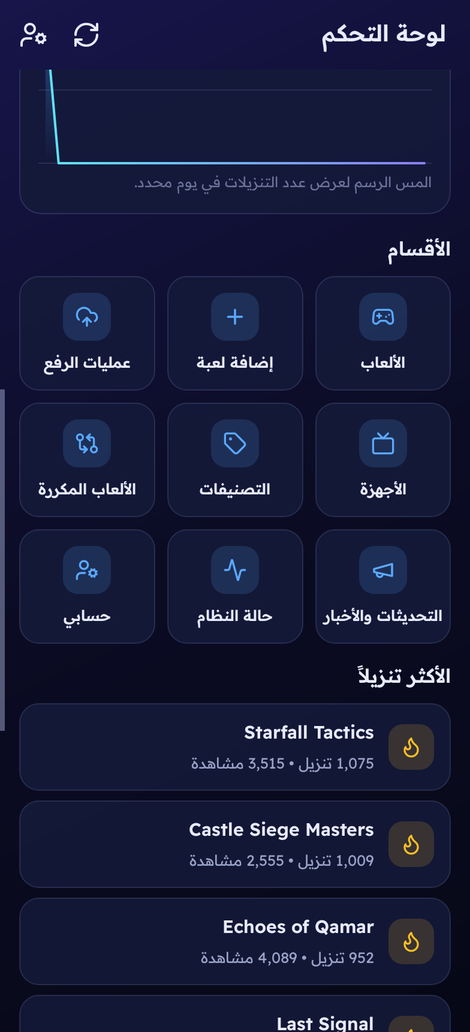 لوحة التحكم
المس الرسم لعرض عدد التنزيلات في يوم محدد.
الأقسام
الألعاب
إضافة لعبة
عمليات الرفع
الأجهزة
التصنيفات
الألعاب المكررة
التحديثات والأخبار
حالة النظام
حسابي
الأكثر تنزيلاً
Starfall Tactics
1,075 تنزيل • 3,515 مشاهدة
Castle Siege Masters
1,009 تنزيل • 2,555 مشاهدة
Echoes of Qamar
952 تنزيل • 4,089 مشاهدة
Last Signal